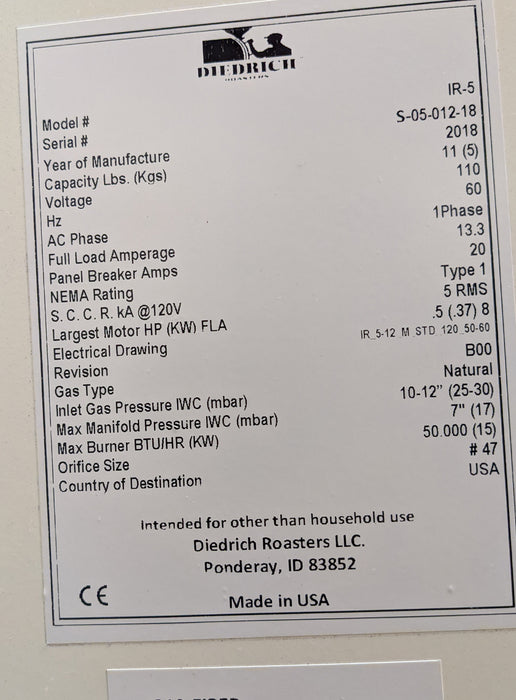 DIEDRICH
ROASTERS
Model # IR-5
Serial # S-05-012-18
Year of Manufacture 2018
Capacity Lbs. (Kgs) 11 (5)
Voltage 110
Hz 60
AC Phase 1Phase
Full Load Amperage 13.3
Panel Breaker Amps 20
NEMA Rating Type 1
S. C. C. R. kA @120V 5 RMS
Largest Motor HP (KW) FLA .5 (.37) 8
Electrical Drawing IR_5-12_M_STD_120_50-60
Revision B00
Gas Type Natural
Inlet Gas Pressure IWC (mbar) 10-12" (25-30)
Max Manifold Pressure IWC (mbar) 7" (17)
Max Burner BTU/HR (KW) 50.000 (15)
Orifice Size # 47
Country of Destination USA
Intended for other than household use
Diedrich Roasters LLC.
Ponderay, ID 83852
CE Made in USA